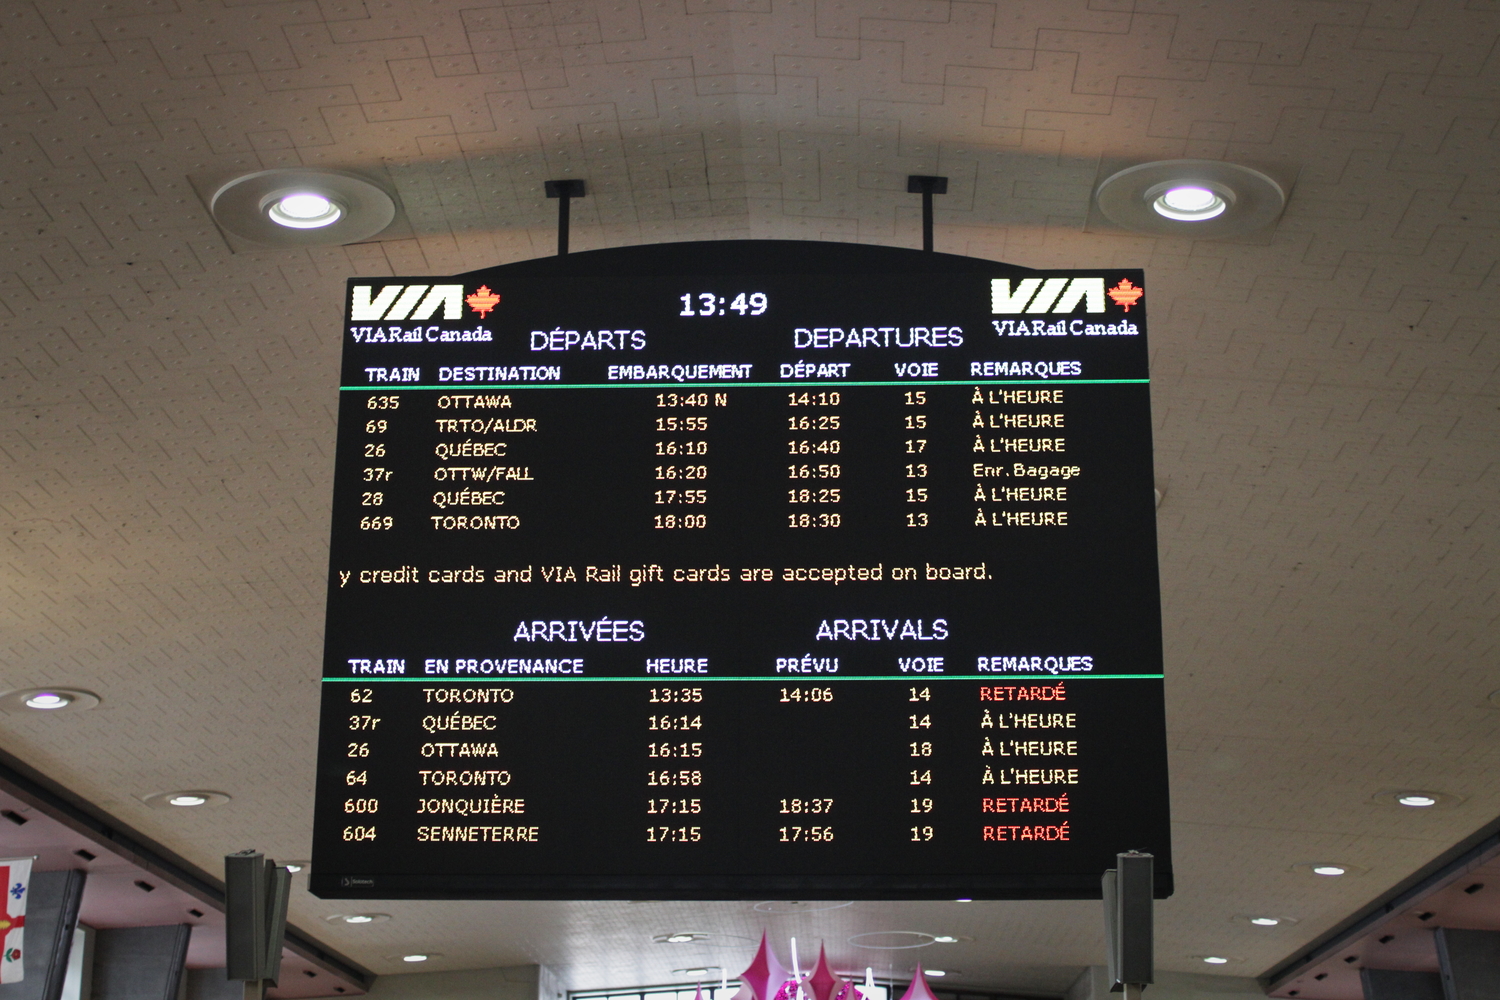 VIA 13:49 VIA
VIA Rail Canada VIA Rail Canada
DÉPARTS DEPARTURES
TRAIN DESTINATION EMBARQUEMENT DÉPART VOIE REMARQUES
635 OTTAWA 13:40 N 14:10 15 À L'HEURE
69 TRTO/ALDR 15:55 16:25 15 À L'HEURE
26 QUÉBEC 16:10 16:40 17 À L'HEURE
37r OTTW/FALL 16:20 16:50 13 Enr. Bagage
28 QUÉBEC 17:55 18:25 15 À L'HEURE
669 TORONTO 18:00 18:30 13 À L'HEURE
y credit cards and VIA Rail gift cards are accepted on board.
ARRIVÉES ARRIVALS
TRAIN EN PROVENANCE HEURE PRÉVU VOIE REMARQUES
62 TORONTO 13:35 14:06 14 RETARDÉ
37r QUÉBEC 16:14 14 À L'HEURE
26 OTTAWA 16:15 18 À L'HEURE
64 TORONTO 16:58 14 À L'HEURE
600 JONQUIÈRE 17:15 18:37 19 RETARDÉ
604 SENNETERRE 17:15 17:56 19 RETARDÉ